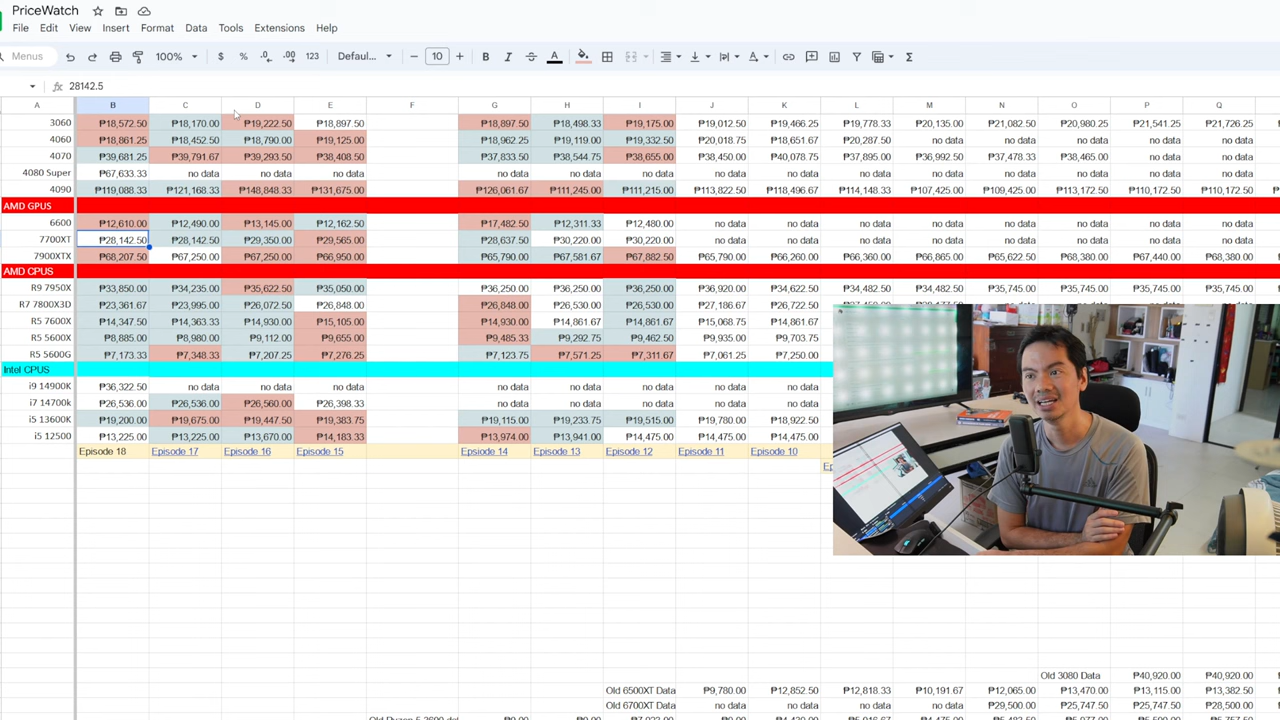 PriceWatch
File Edit View Insert Format Data Tools Extensions Help
Menus 100% $ % .0 .00 123 Defaul... 10 B I A Σ
fx 28142.5
A B C D E F G H I J K L M N O P Q
3060 ₱18,572.50 ₱18,170.00 ₱19,222.50 ₱18,897.50 ₱18,897.50 ₱18,498.33 ₱19,175.00 ₱19,012.50 ₱19,466.25 ₱19,778.33 ₱20,135.00 ₱21,082.50 ₱20,980.25 ₱21,541.25 ₱21,726.25
4060 ₱18,861.25 ₱18,452.50 ₱18,790.00 ₱19,125.00 ₱18,962.25 ₱19,119.00 ₱19,332.50 ₱20,018.75 ₱18,651.67 ₱20,287.50 no data no data no data no data no data
4070 ₱39,681.25 ₱39,791.67 ₱39,293.50 ₱38,408.50 ₱37,833.50 ₱38,544.75 ₱38,655.00 ₱38,450.00 ₱40,078.75 ₱37,895.00 ₱36,992.50 ₱37,478.33 ₱38,465.00 no data no data
4080 Super ₱67,633.33 no data no data no data no data no data no data no data no data no data no data no data no data no data no data
4090 ₱119,088.33 ₱121,168.33 ₱148,848.33 ₱131,675.00 ₱126,061.67 ₱111,245.00 ₱111,215.00 ₱113,822.50 ₱118,496.67 ₱114,148.33 ₱107,425.00 ₱109,425.00 ₱113,172.50 ₱110,172.50 ₱110,172.50
AMD GPUS
6600 ₱12,610.00 ₱12,490.00 ₱13,145.00 ₱12,162.50 ₱17,482.50 ₱12,311.33 ₱12,480.00 no data no data no data no data no data no data no data no data
7700XT ₱28,142.50 ₱28,142.50 ₱29,350.00 ₱29,565.00 ₱28,637.50 ₱30,220.00 ₱30,220.00 no data no data no data no data no data no data no data no data
7900XTX ₱68,207.50 ₱67,250.00 ₱67,250.00 ₱66,950.00 ₱65,790.00 ₱67,581.67 ₱67,882.50 ₱65,790.00 ₱66,260.00 ₱66,360.00 ₱66,865.00 ₱65,622.50 ₱68,380.00 ₱67,440.00 ₱68,380.00
AMD CPUS
R9 7950X ₱33,850.00 ₱34,235.00 ₱35,622.50 ₱35,050.00 ₱36,250.00 ₱36,250.00 ₱36,250.00 ₱36,920.00 ₱34,622.50 ₱34,482.50 ₱34,482.50 ₱35,745.00 ₱35,745.00 ₱35,745.00 ₱35,745.00
R7 7800X3D ₱23,361.67 ₱23,995.00 ₱26,072.50 ₱26,848.00 ₱26,848.00 ₱26,530.00 ₱26,530.00 ₱27,186.67 ₱26,722.50
R5 7600X ₱14,347.50 ₱14,363.33 ₱14,930.00 ₱15,105.00 ₱14,930.00 ₱14,861.67 ₱14,861.67 ₱15,068.75 ₱14,861.67
R5 5600X ₱8,885.00 ₱8,980.00 ₱9,112.00 ₱9,655.00 ₱9,485.33 ₱9,292.75 ₱9,462.50 ₱9,935.00 ₱9,703.75
R5 5600G ₱7,173.33 ₱7,348.33 ₱7,207.25 ₱7,276.25 ₱7,123.75 ₱7,571.25 ₱7,311.67 ₱7,061.25 ₱7,250.00
Intel CPUS
i9 14900K ₱36,322.50 no data no data no data no data no data no data no data no data
i7 14700k ₱26,536.00 ₱26,536.00 ₱26,560.00 ₱26,398.33 no data no data no data no data no data
i5 13600K ₱19,200.00 ₱19,675.00 ₱19,447.50 ₱19,383.75 ₱19,115.00 ₱19,233.75 ₱19,515.00 ₱19,780.00 ₱18,922.50
i5 12500 ₱13,225.00 ₱13,225.00 ₱13,670.00 ₱14,183.33 ₱13,974.00 ₱13,941.00 ₱14,475.00 ₱14,475.00 ₱14,475.00
Episode 18 Episode 17 Episode 16 Episode 15 Epsiode 14 Episode 13 Episode 12 Episode 11 Episode 10
Old 3080 Data ₱40,920.00 ₱40,920.00
Old 6500XT Data ₱9,780.00 ₱12,852.50 ₱12,818.33 ₱10,191.67 ₱12,065.00 ₱13,470.00 ₱13,115.00 ₱13,382.50
Old 6700XT Data no data no data no data no data ₱29,500.00 ₱25,747.50 ₱26,751.67 ₱28,500.00